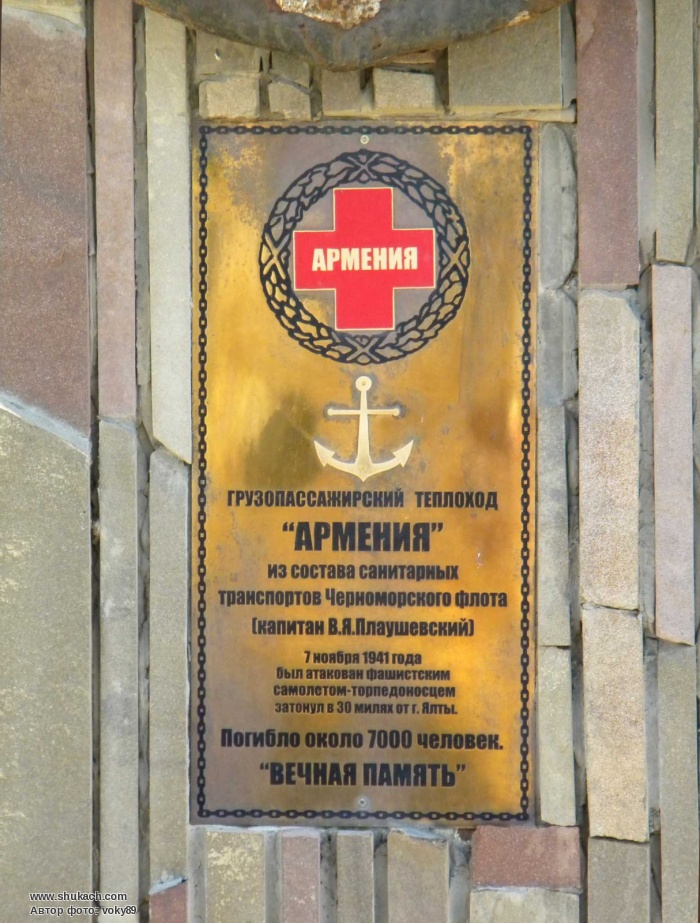 АРМЕНИЯ
ГРУЗОПАССАЖИРСКИЙ ТЕПЛОХОД
“АРМЕНИЯ”
из состава санитарных
транспортов Черноморского флота
(капитан В.Я.Плаушевский)
7 ноября 1941 года
был атакован фашистским
самолетом-торпедоносцем
затонул в 30 милях от г. Ялты.
Погибло около 7000 человек.
“ВЕЧНАЯ ПАМЯТЬ”
www.shukach.com
Автор фото- voky89